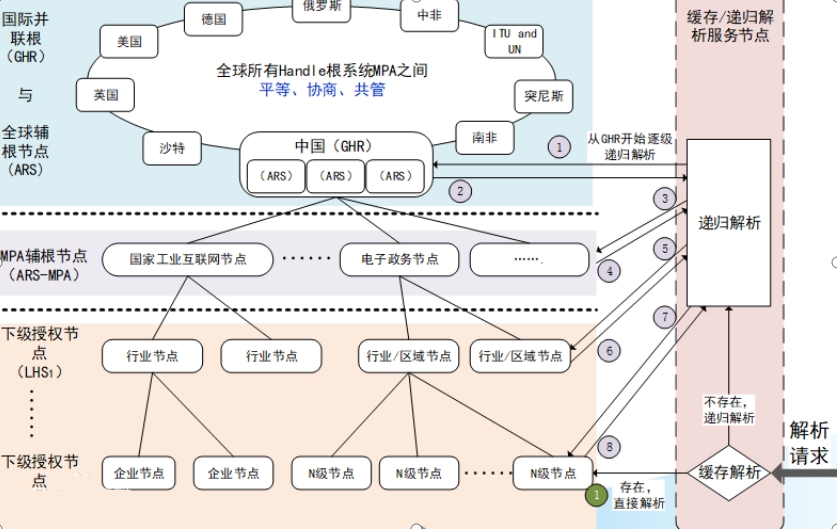 国际并
联根
（GHR）
与
全球辅
根节点
（ARS）
俄罗斯
德国
中非
美国
ITU and
UN
英国
突尼斯
沙特
南非
全球所有Handle根系统MPA之间
平等、协商、共管
中国（GHR）
（ARS）
（ARS）
（ARS）
缓存/递归解
析服务节点
1
从GHR开始逐级
递归解析
2
3
递归解析
MPA辅根节点
（ARS-MPA）
国家工业互联网节点
······
电子政务节点
…….
4
5
下级授权节
点
（LHS1）
行业节点
行业节点
行业/区域节点
行业/区域节点
6
7
不存在，
递归解析
8
解析
请求
下级授权节
点
企业节点
企业节点
N级节点
N级节点
······
N级节点
缓存解析
1
存在，
直接解析